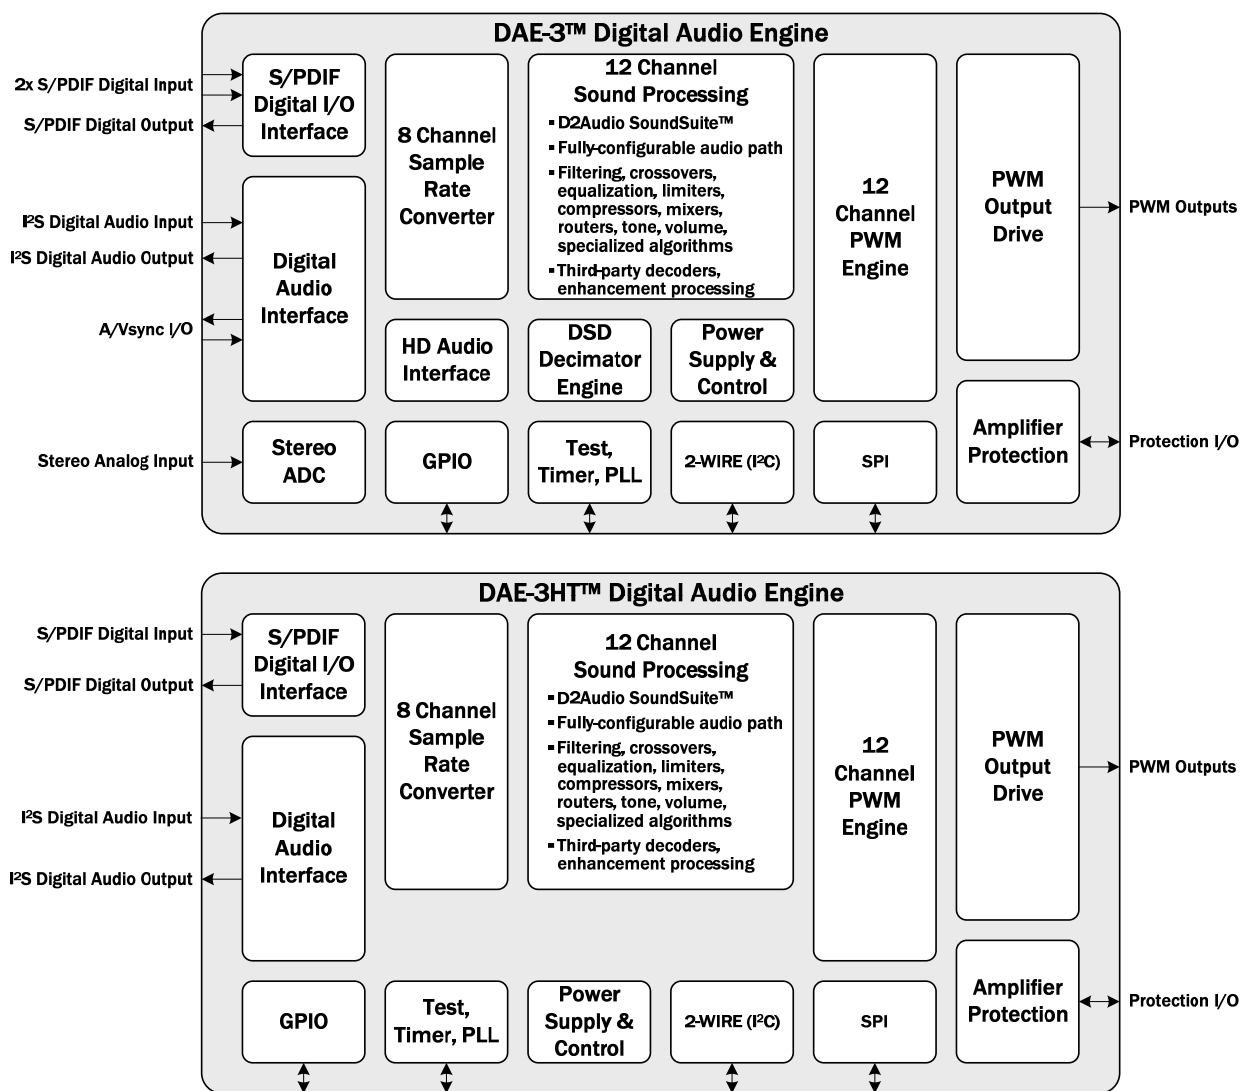 DAE-3™ Digital Audio Engine
2x S/PDIF Digital Input
S/PDIF Digital Output
I²S Digital Audio Input
I²S Digital Audio Output
A/Vsync I/O
Stereo Analog Input
S/PDIF
Digital I/O
Interface
Digital
Audio
Interface
Stereo
ADC
8 Channel
Sample
Rate
Converter
HD Audio
Interface
GPIO
12 Channel
Sound Processing
▪ D2Audio SoundSuite™
▪ Fully-configurable audio path
▪ Filtering, crossovers,
equalization, limiters,
compressors, mixers,
routers, tone, volume,
specialized algorithms
▪ Third-party decoders,
enhancement processing
DSD
Decimator
Engine
Power
Supply &
Control
Test,
Timer, PLL
2-WIRE (I²C)
12
Channel
PWM
Engine
SPI
PWM
Output
Drive
Amplifier
Protection
PWM Outputs
Protection I/O
DAE-3HT™ Digital Audio Engine
S/PDIF Digital Input
S/PDIF Digital Output
I²S Digital Audio Input
I²S Digital Audio Output
S/PDIF
Digital I/O
Interface
Digital
Audio
Interface
GPIO
8 Channel
Sample
Rate
Converter
Test,
Timer, PLL
12 Channel
Sound Processing
▪ D2Audio SoundSuite™
▪ Fully-configurable audio path
▪ Filtering, crossovers,
equalization, limiters,
compressors, mixers,
routers, tone, volume,
specialized algorithms
▪ Third-party decoders,
enhancement processing
Power
Supply &
Control
2-WIRE (I²C)
12
Channel
PWM
Engine
SPI
PWM
Output
Drive
Amplifier
Protection
PWM Outputs
Protection I/O